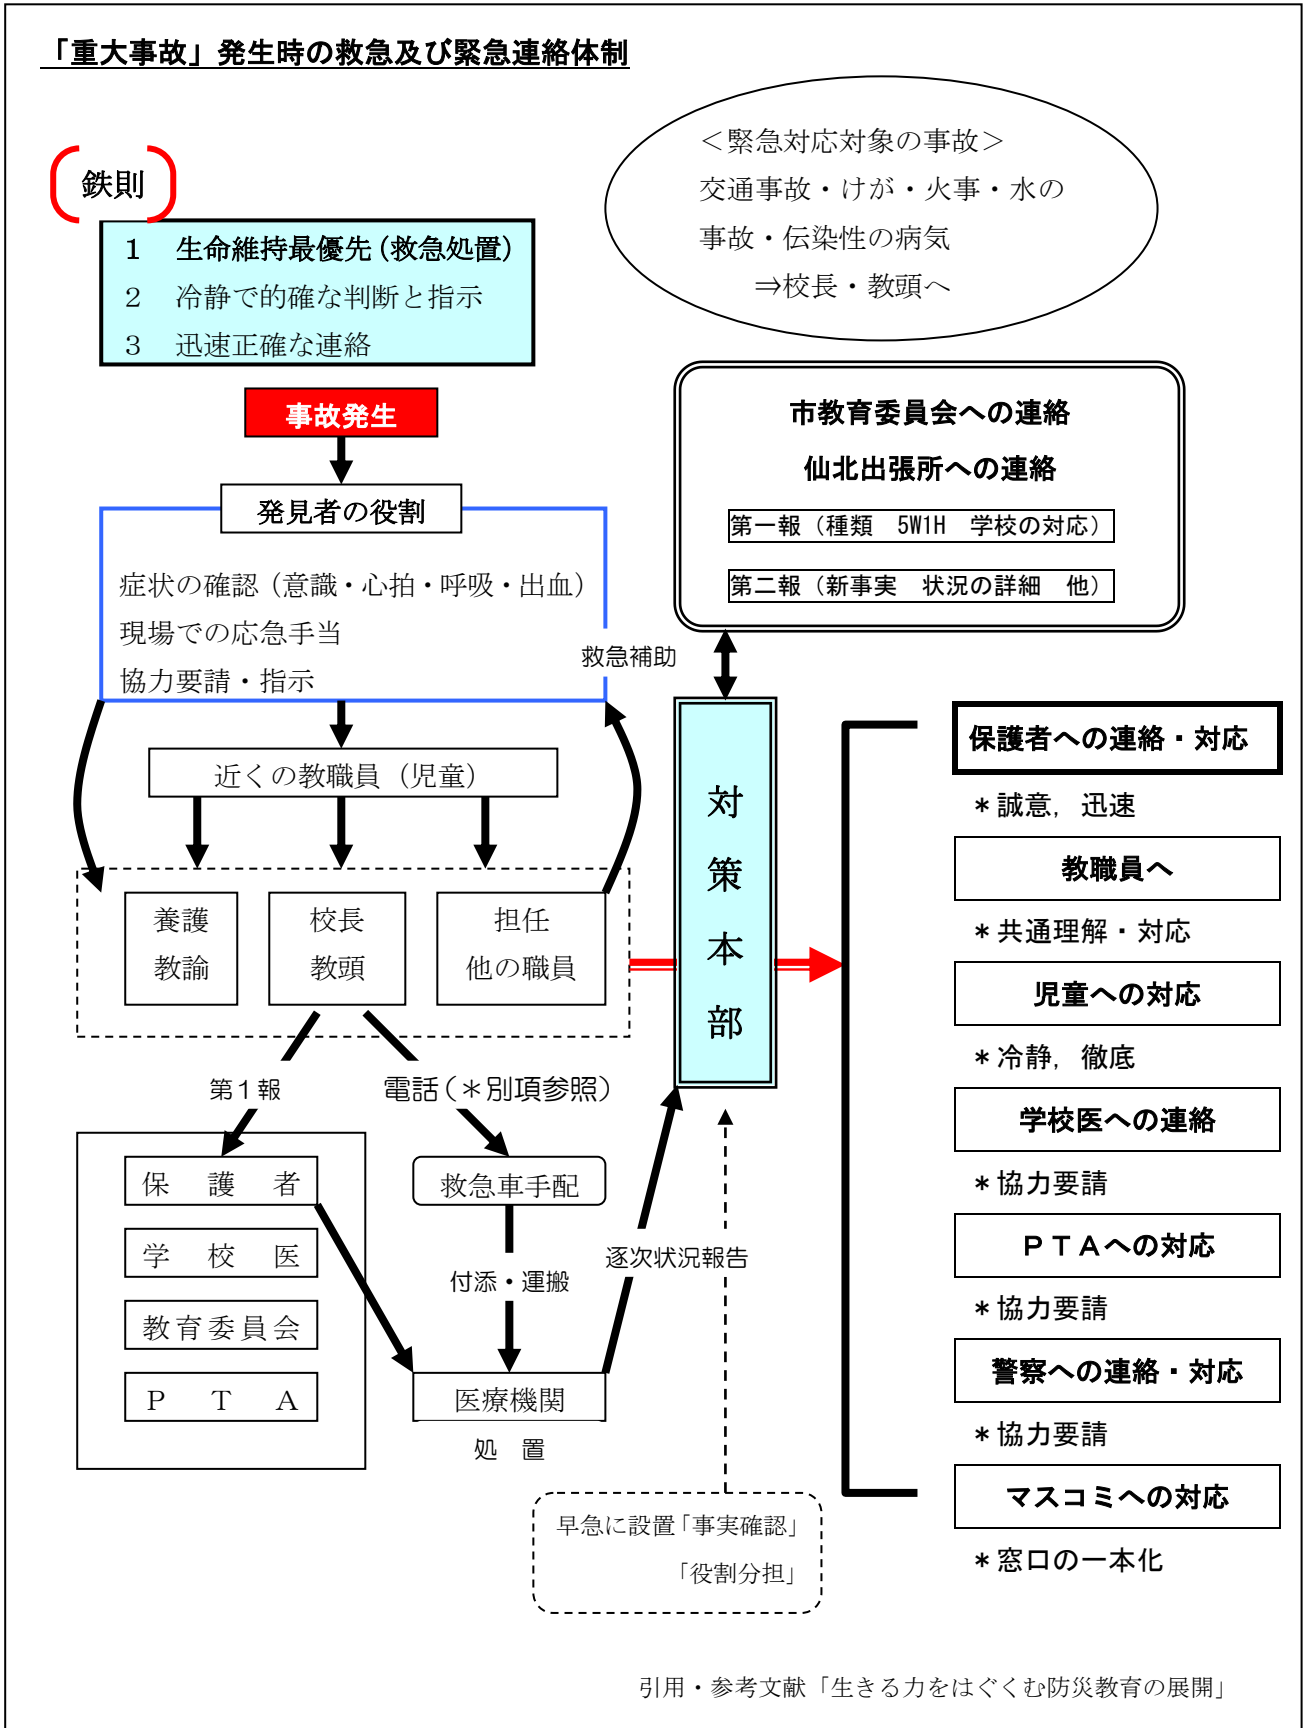 「重大事故」発生時の救急及び緊急連絡体制
＜緊急対応対象の事故＞
交通事故・けが・火事・水の
事故・伝染性の病気
⇒校長・教頭へ
鉄則
１　生命維持最優先（救急処置）
２　冷静で的確な判断と指示
３　迅速正確な連絡
事故発生
発見者の役割
症状の確認（意識・心拍・呼吸・出血）
現場での応急手当
協力要請・指示
市教育委員会への連絡
仙北出張所への連絡
第一報（種類　5W1H　学校の対応）
第二報（新事実　状況の詳細　他）
救急補助
近くの教職員（児童）
養護
教諭
校長
教頭
担任
他の職員
対
策
本
部
第１報
電話（＊別項参照）
保　護　者
学　校　医
教育委員会
Ｐ　Ｔ　Ａ
救急車手配
付添・運搬
医療機関
処　置
逐次状況報告
早急に設置「事実確認」
「役割分担」
保護者への連絡・対応
＊誠意，迅速
教職員へ
＊共通理解・対応
児童への対応
＊冷静，徹底
学校医への連絡
＊協力要請
ＰＴＡへの対応
＊協力要請
警察への連絡・対応
＊協力要請
マスコミへの対応
＊窓口の一本化
引用・参考文献「生きる力をはぐくむ防災教育の展開」